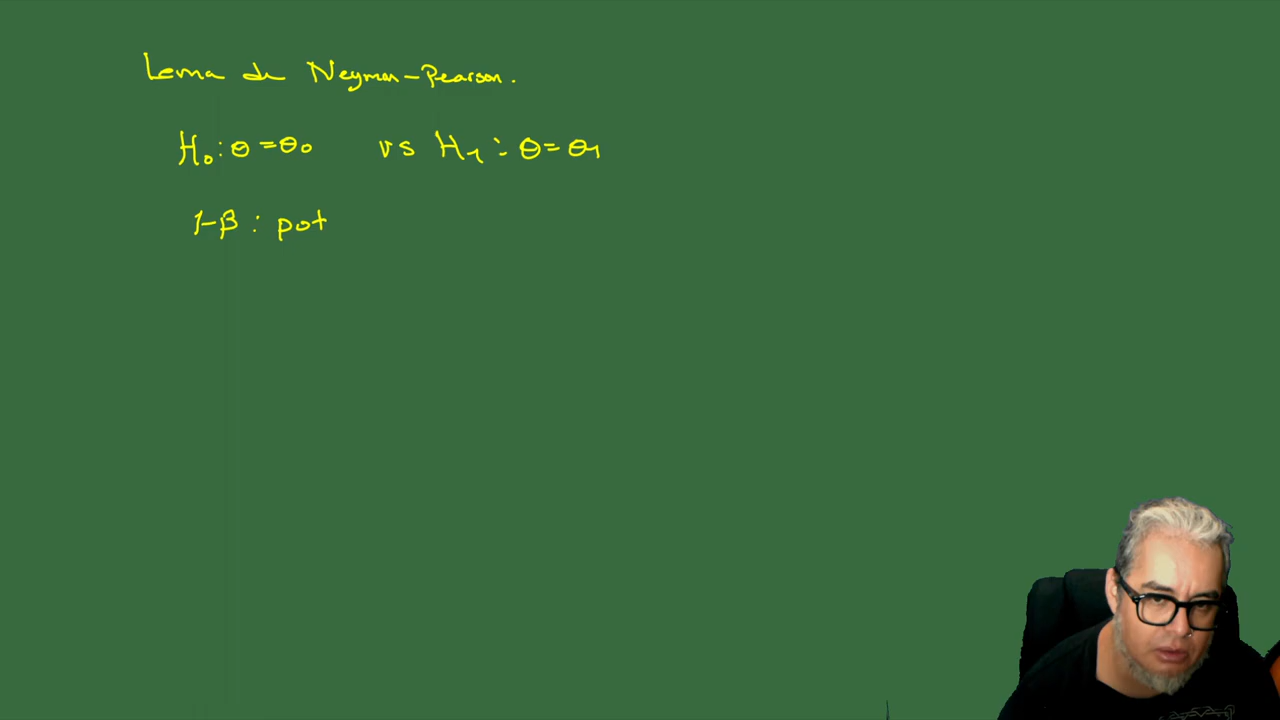 Lema de Neyman-Pearson.
H₀: θ = θ₀ vs H₁: θ = θ₁
1-β : pot